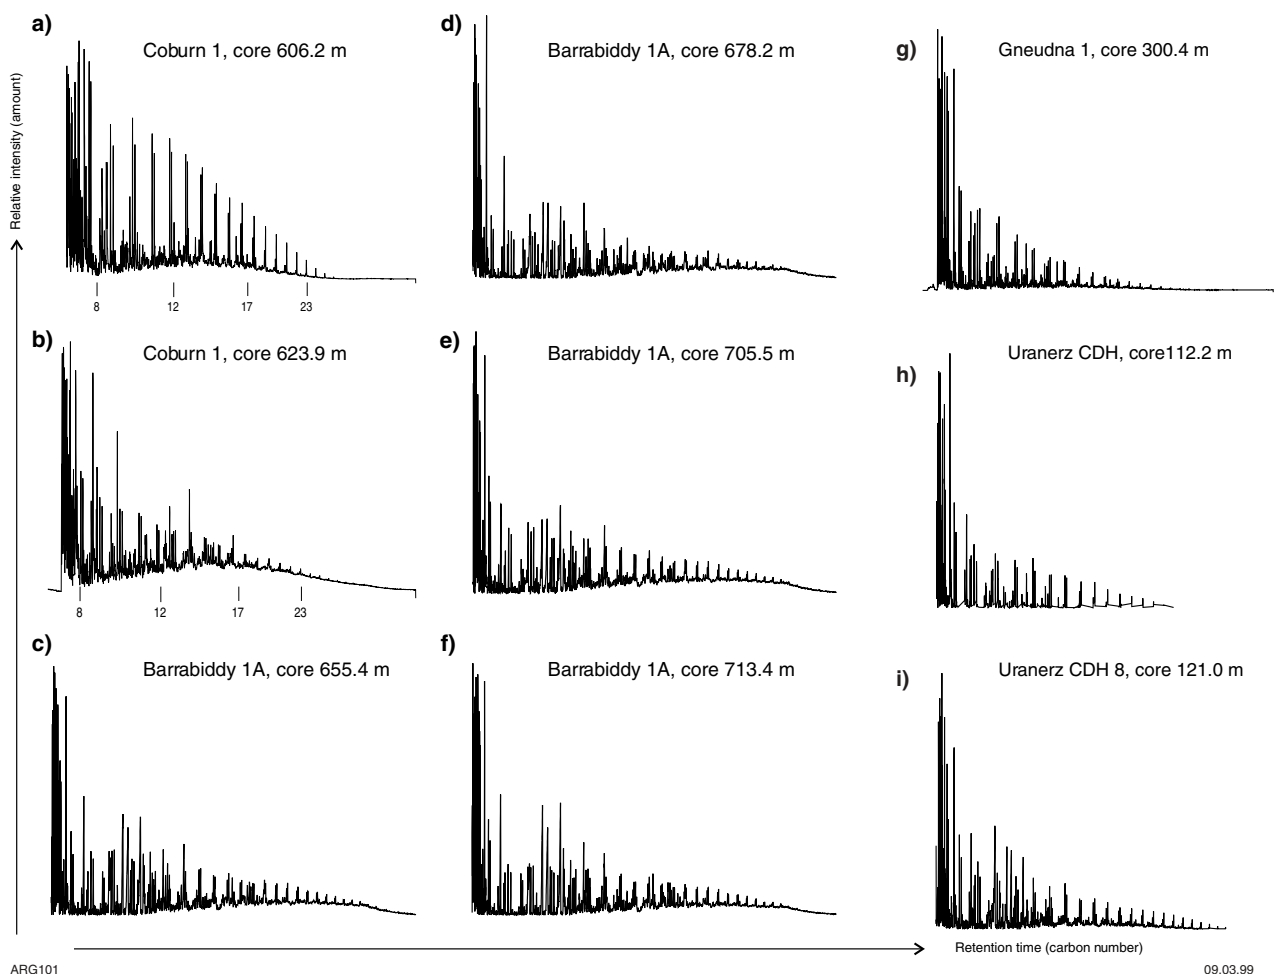 a)
Coburn 1, core 606.2 m
d)
Barrabiddy 1A, core 678.2 m
g)
Gneudna 1, core 300.4 m
Relative intensity (amount)
8
12
17
23
b)
Coburn 1, core 623.9 m
e)
Barrabiddy 1A, core 705.5 m
h)
Uranerz CDH, core112.2 m
8
12
17
23
c)
Barrabiddy 1A, core 655.4 m
f)
Barrabiddy 1A, core 713.4 m
i)
Uranerz CDH 8, core 121.0 m
Retention time (carbon number)
ARG101
09.03.99